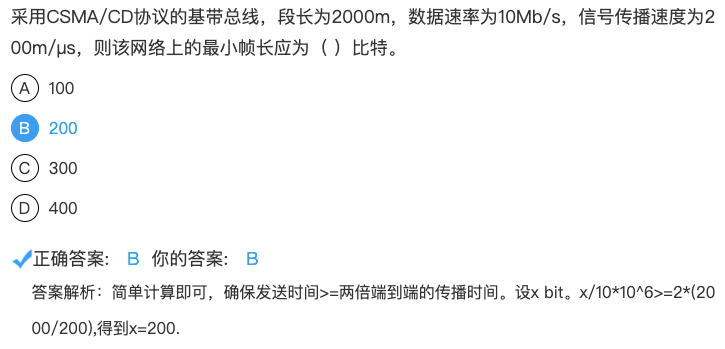 采用CSMA/CD协议的基带总线，段长为2000m，数据速率为10Mb/s，信号传播速度为2
00m/μs，则该网络上的最小帧长应为（ ）比特。
A 100
B 200
C 300
D 400
正确答案: B 你的答案: B
答案解析：简单计算即可，确保发送时间>=两倍端到端的传播时间。设x bit。x/10*10^6>=2*(20
00/200),得到x=200.